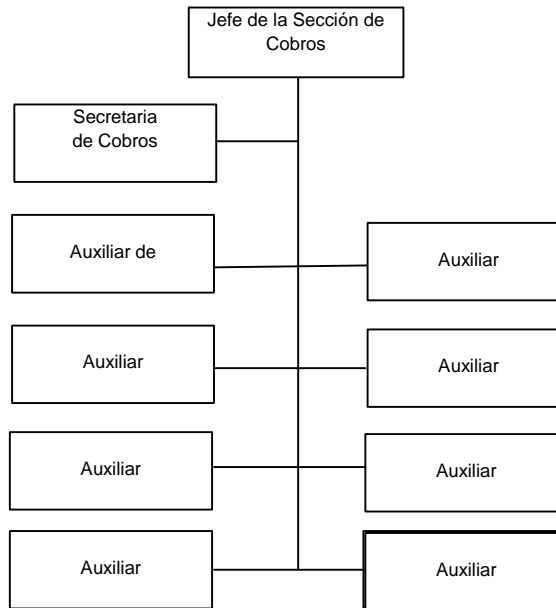 Jefe de la Sección de
Cobros
Secretaria
de Cobros
Auxiliar de
Auxiliar
Auxiliar
Auxiliar
Auxiliar
Auxiliar
Auxiliar
Auxiliar